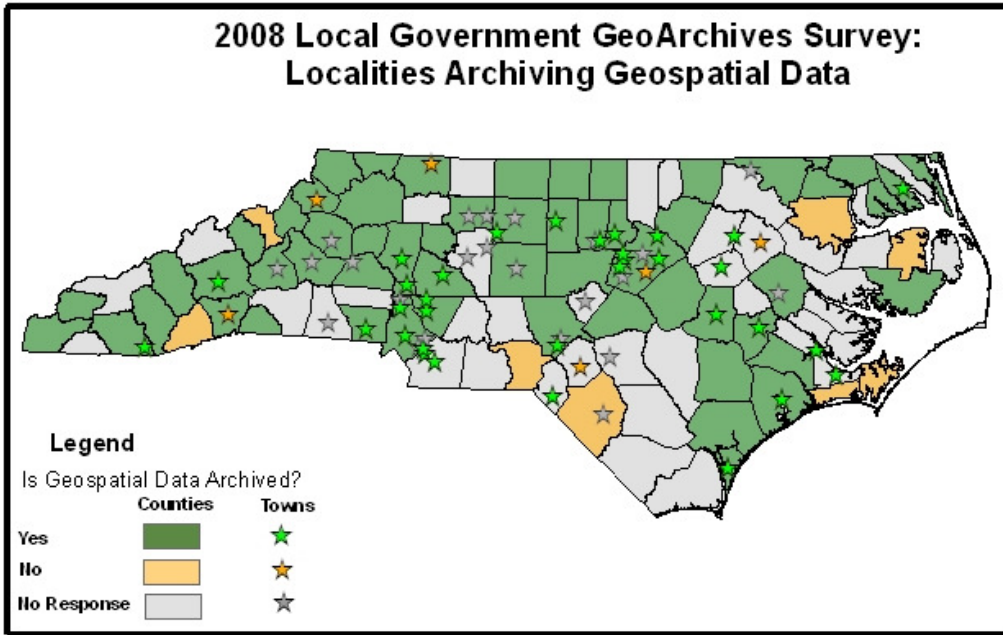 2008 Local Government GeoArchives Survey:
Localities Archiving Geospatial Data
Legend
Is Geospatial Data Archived?
Counties Towns
Yes
No
No Response